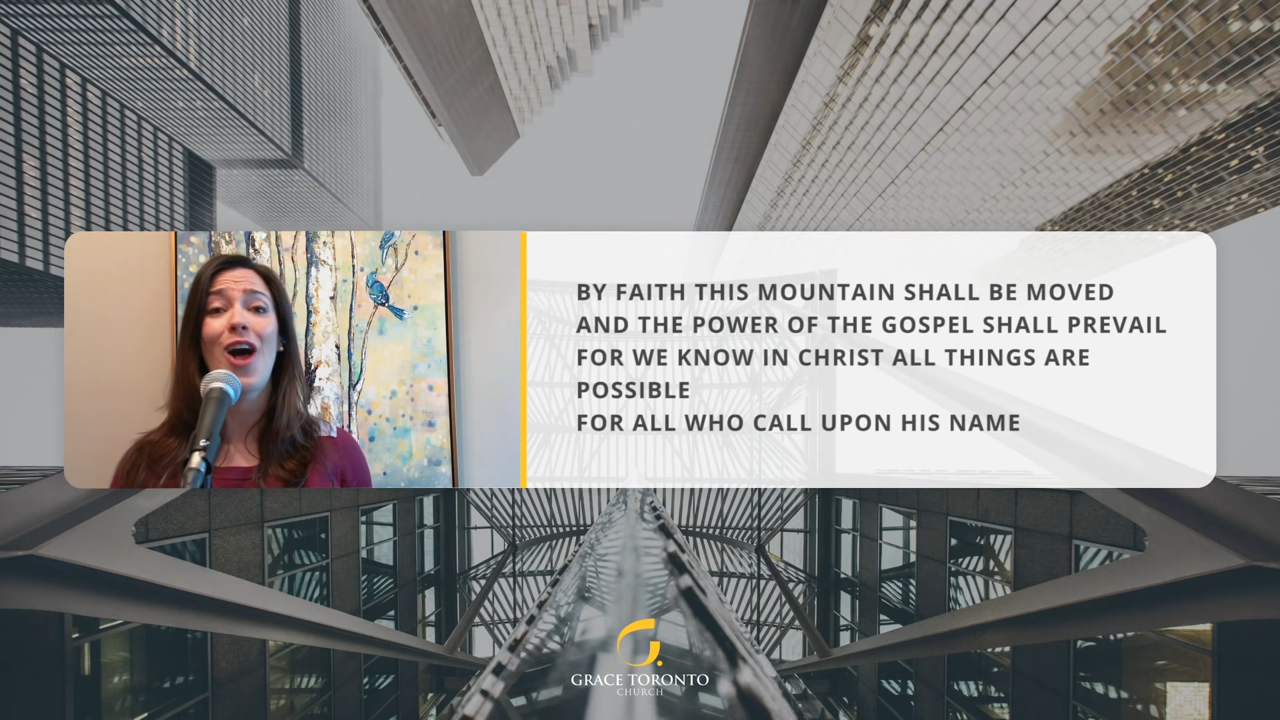 BY FAITH THIS MOUNTAIN SHALL BE MOVED
AND THE POWER OF THE GOSPEL SHALL PREVAIL
FOR WE KNOW IN CHRIST ALL THINGS ARE
POSSIBLE
FOR ALL WHO CALL UPON HIS NAME
GRACE TORONTO
CHURCH